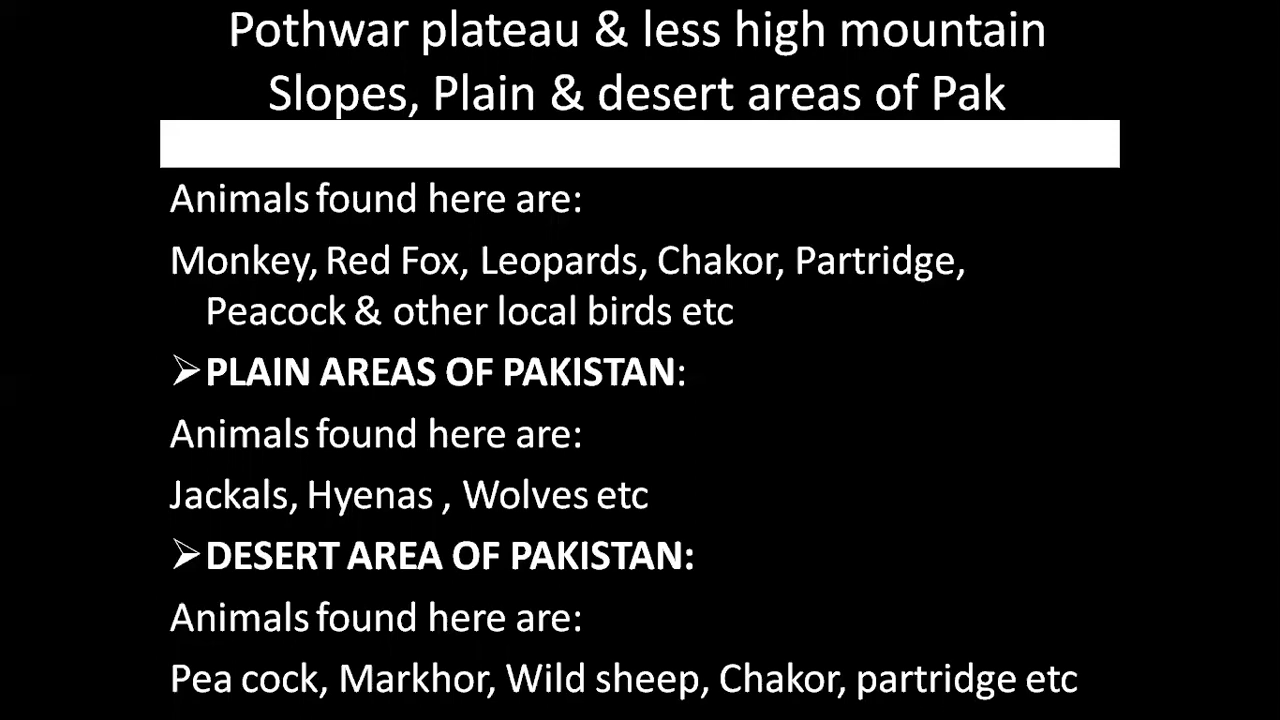 Pothwar plateau & less high mountain
Slopes, Plain & desert areas of Pak
Animals found here are:
Monkey, Red Fox, Leopards, Chakor, Partridge,
Peacock & other local birds etc
➢PLAIN AREAS OF PAKISTAN:
Animals found here are:
Jackals, Hyenas , Wolves etc
➢DESERT AREA OF PAKISTAN:
Animals found here are:
Pea cock, Markhor, Wild sheep, Chakor, partridge etc